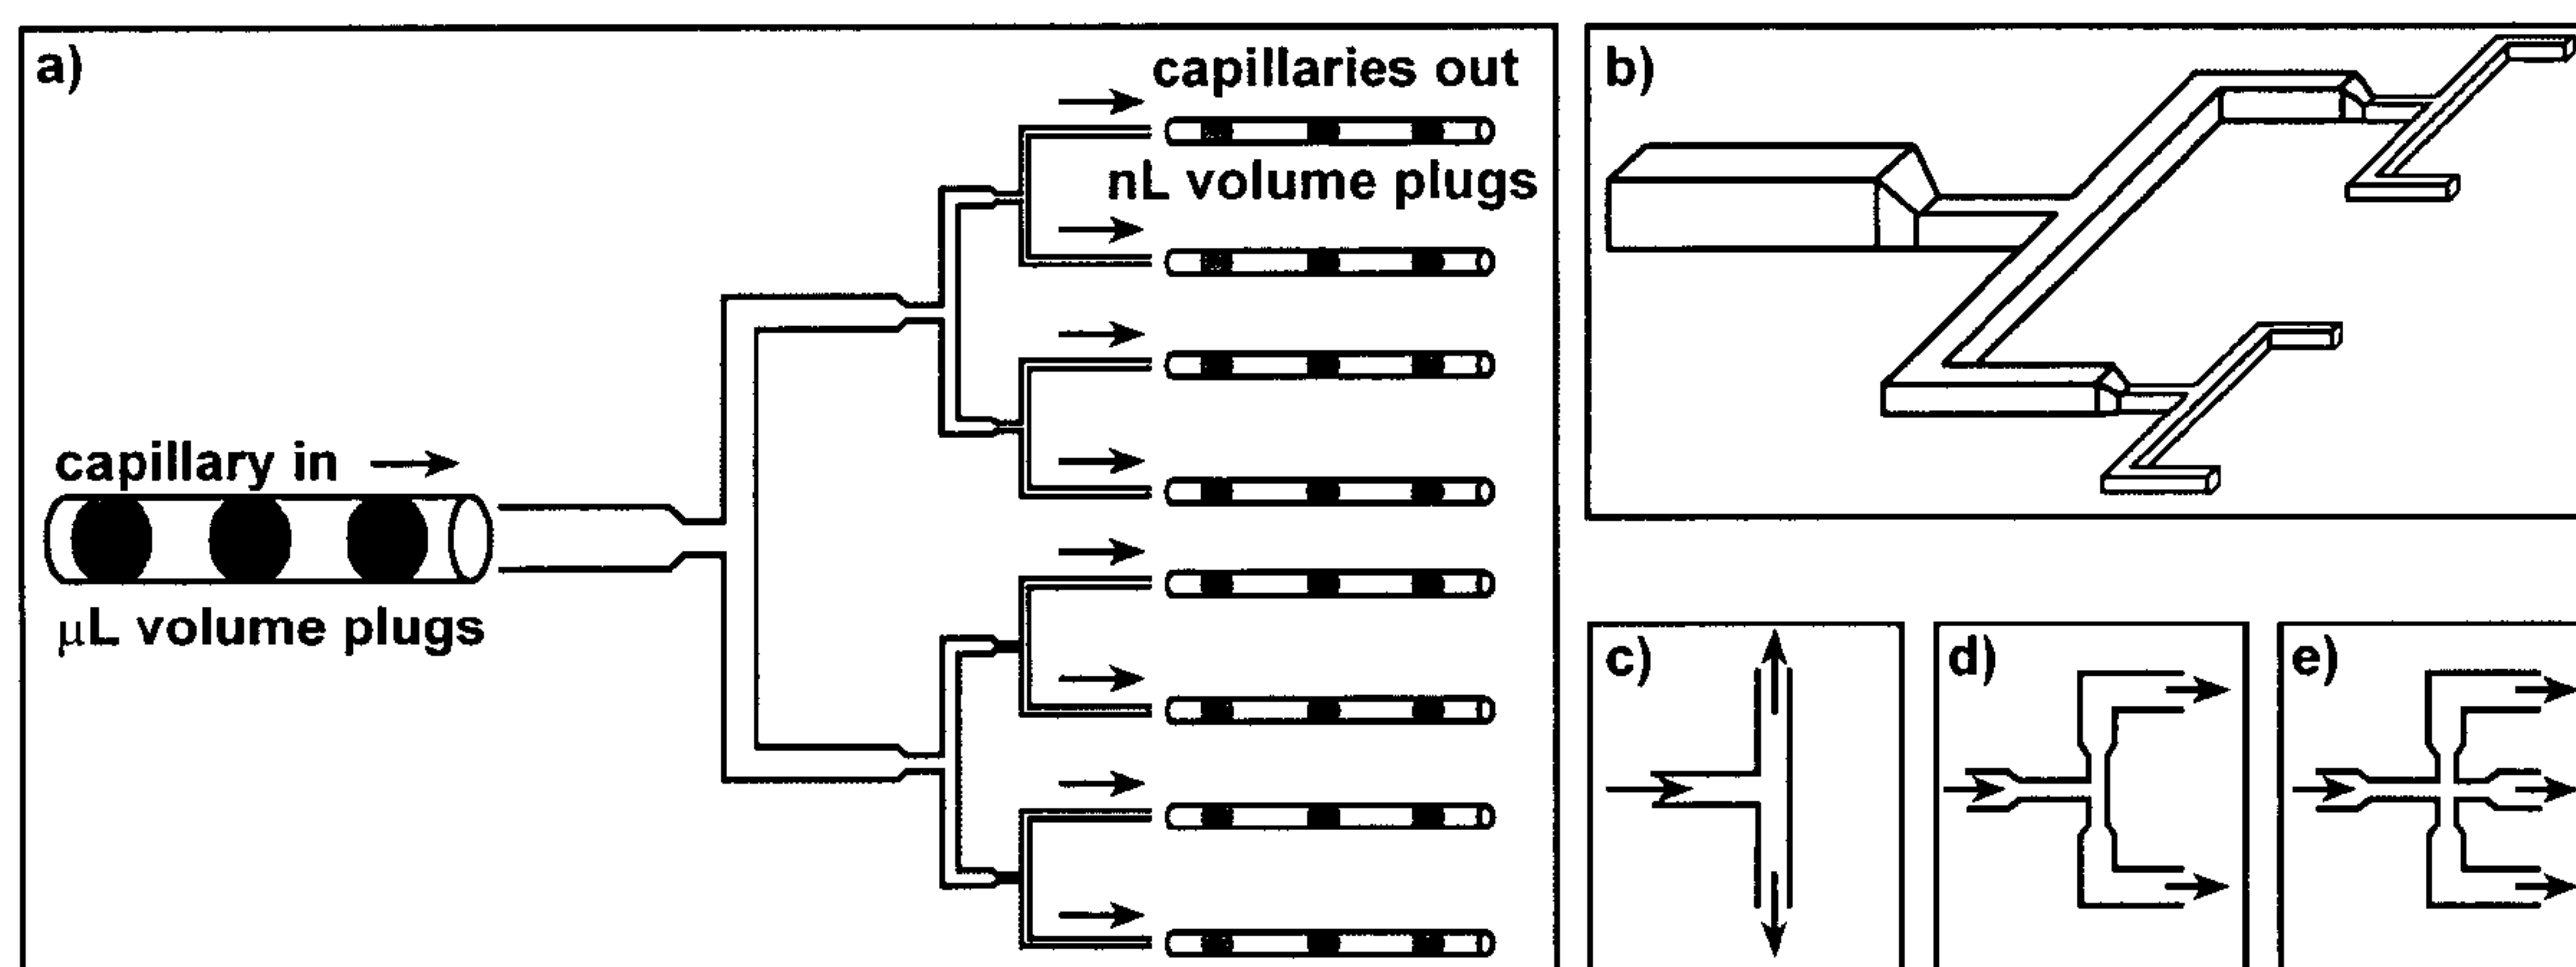 a)
capillaries out
nL volume plugs
capillary in
μL volume plugs
b)
c)
d)
e)